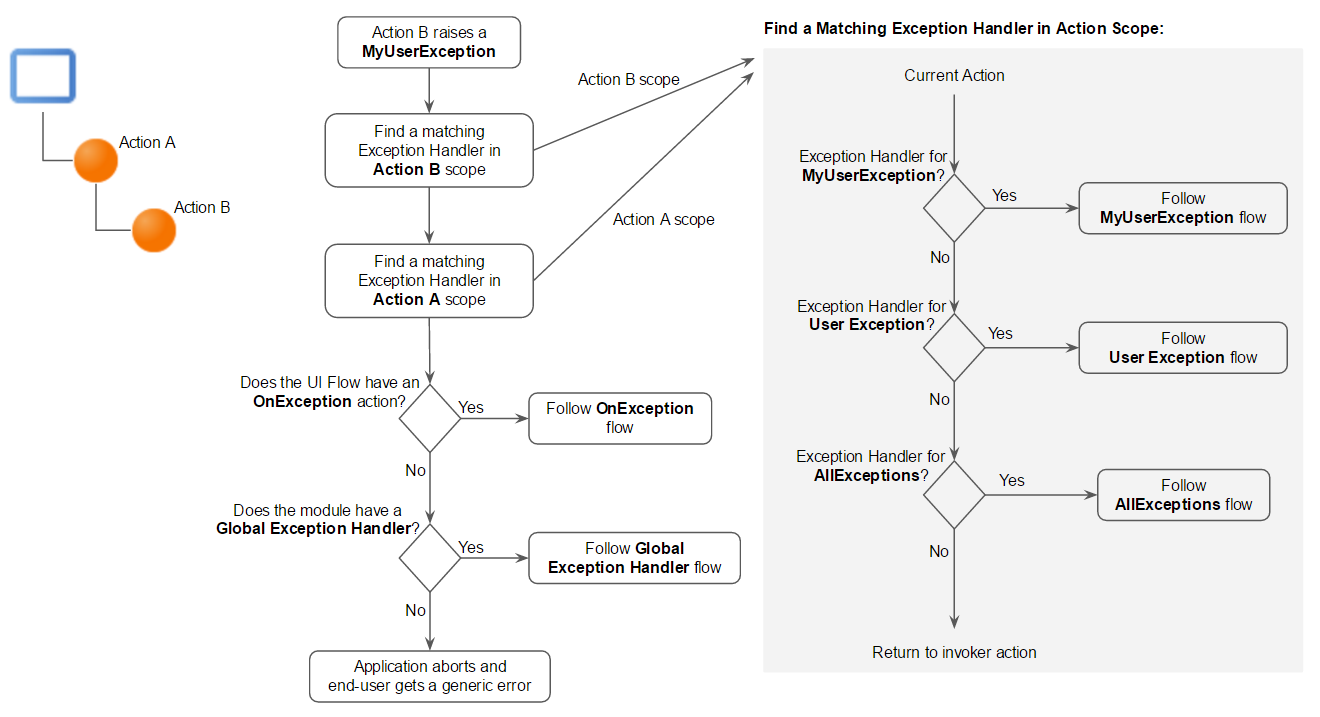 Action A
Action B
Action B raises a
MyUserException
Find a matching
Exception Handler in
Action B scope
Action B scope
Find a matching
Exception Handler in
Action A scope
Action A scope
Does the UI Flow have an
OnException action?
Yes
Follow OnException
flow
No
Does the module have a
Global Exception Handler?
Yes
Follow Global
Exception Handler flow
No
Application aborts and
end-user gets a generic error
Find a Matching Exception Handler in Action Scope:
Current Action
Exception Handler for
MyUserException?
Yes
Follow
MyUserException flow
No
Exception Handler for
User Exception?
Yes
Follow
User Exception flow
No
Exception Handler for
AllExceptions?
Yes
Follow
AllExceptions flow
No
Return to invoker action